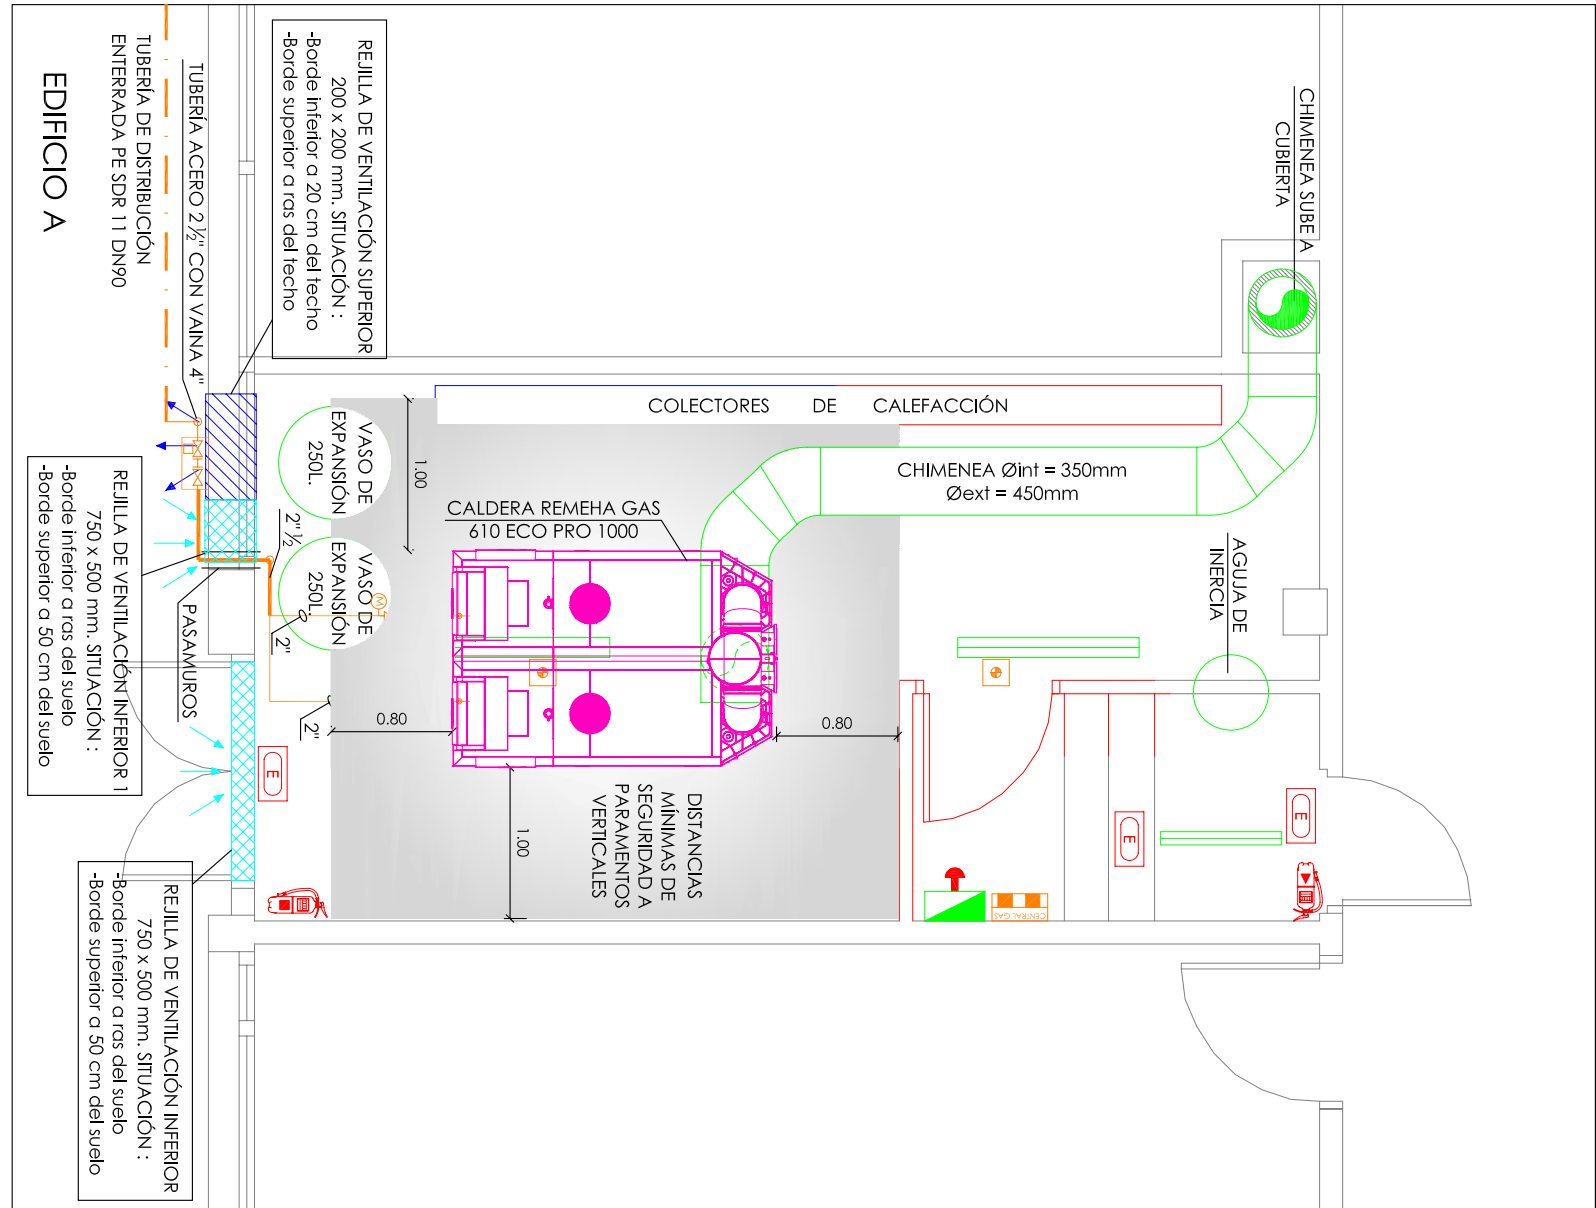 EDIFICIO A
TUBERÍA DE DISTRIBUCIÓN
ENTERRADA PE SDR 11 DN90
TUBERÍA ACERO 2½" CON VAINA 4"
REJILLA DE VENTILACIÓN SUPERIOR
200 x 200 mm. SITUACIÓN :
-Borde inferior a 20 cm del techo
-Borde superior a ras del techo
CHIMENEA SUBE A
CUBIERTA
COLECTORES DE CALEFACCIÓN
CHIMENEA Øint = 350mm
Øext = 450mm
CALDERA REMEHA GAS
610 ECO PRO 1000
VASO DE
EXPANSIÓN
250L.
VASO DE
EXPANSIÓN
250L.
1.00
2"½
2"
2"
M
0.80
0.80
1.00
AGUJA DE
INERCIA
DISTANCIAS
MÍNIMAS DE
SEGURIDAD A
PARAMENTOS
VERTICALES
PASAMUROS
REJILLA DE VENTILACIÓN INFERIOR 1
750 x 500 mm. SITUACIÓN :
-Borde inferior a ras del suelo
-Borde superior a 50 cm del suelo
REJILLA DE VENTILACIÓN INFERIOR
750 x 500 mm. SITUACIÓN :
-Borde inferior a ras del suelo
-Borde superior a 50 cm del suelo
E
E
E
CENTRAL GAS